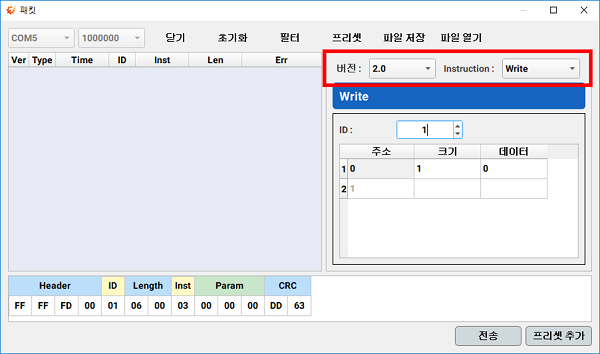 패킷
COM5 1000000 닫기 초기화 필터 프리셋 파일 저장 파일 열기
Ver Type Time ID Inst Len Err
버전 : 2.0 Instruction : Write
Write
ID : 1
주소 크기 데이터
1 0 1 0
2 1
Header ID Length Inst Param CRC
FF FF FD 00 01 06 00 03 00 00 00 DD 63
전송 프리셋 추가